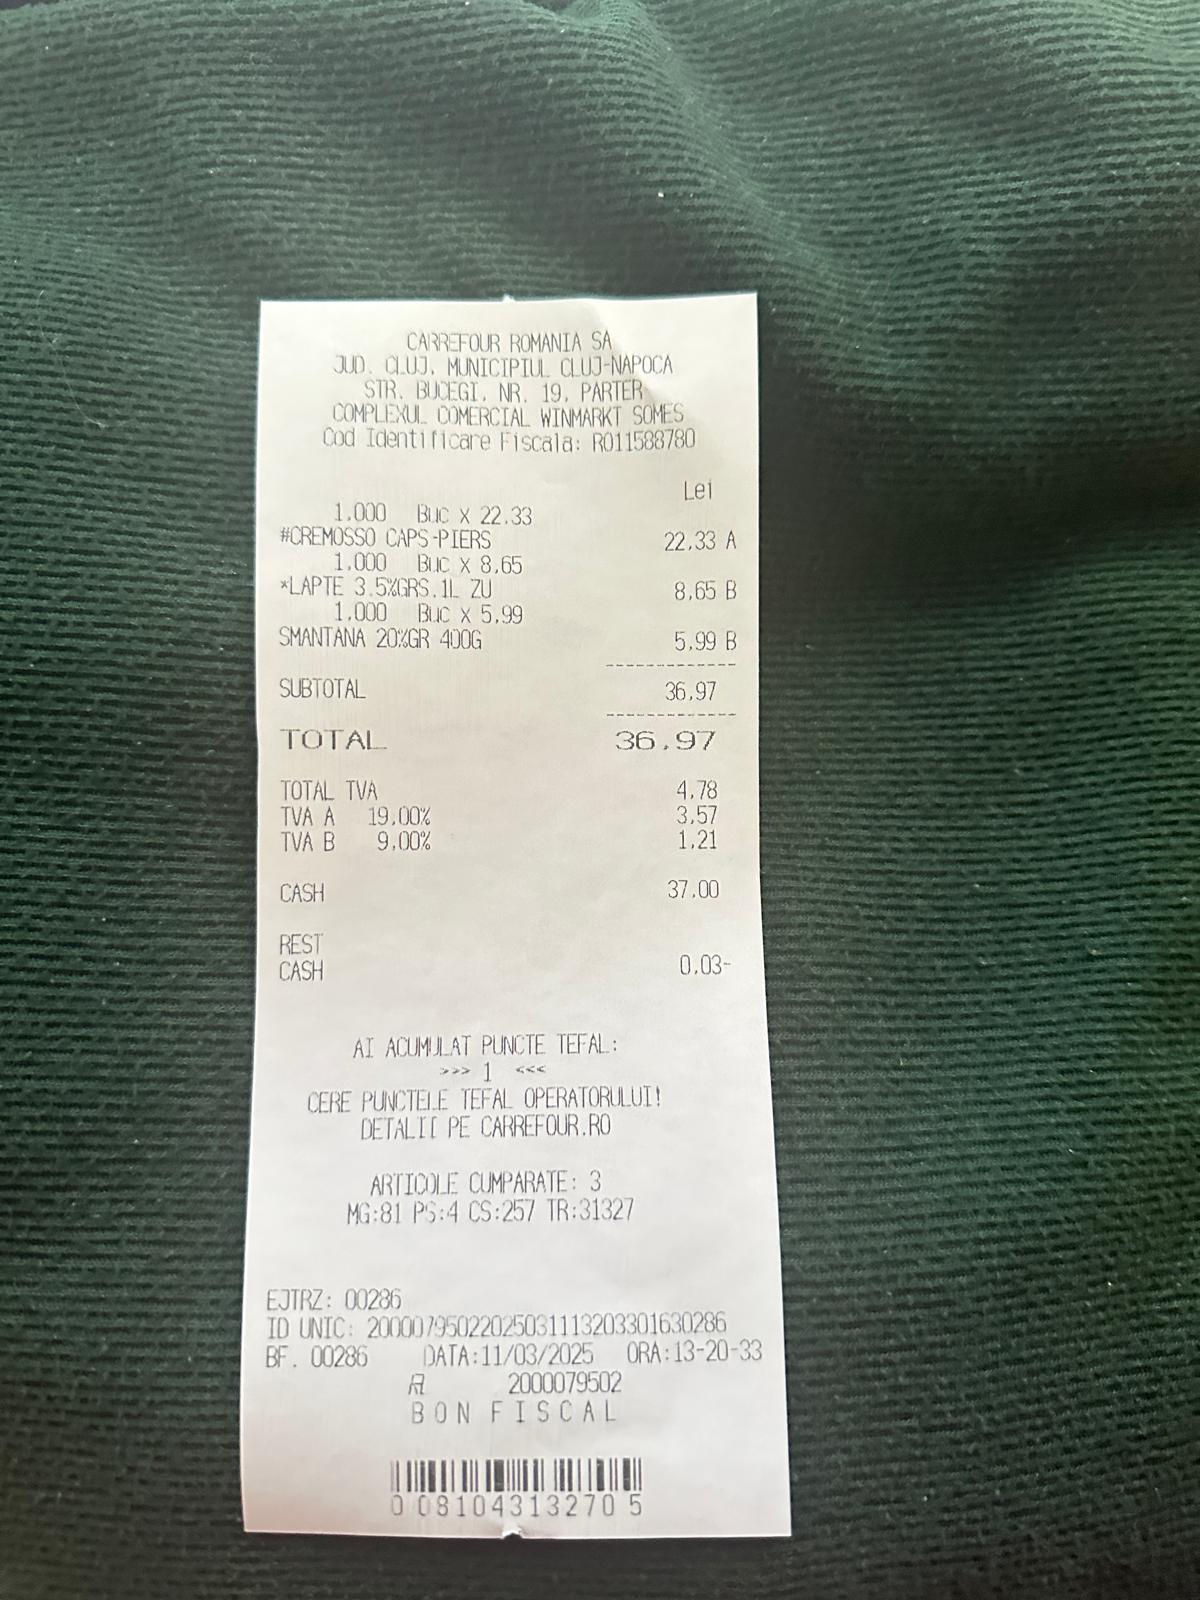 CARREFOUR ROMANIA SA
JUD. CLUJ, MUNICIPIUL CLUJ-NAPOCA
STR. BUCEGI, NR. 19, PARTER
COMPLEXUL COMERCIAL WINMARKT SOMES
Cod Identificare Fiscala: RO11588780
Lei
1.000 Buc X 22.33
#CREMOSSO CAPS-PIERS 22,33 A
1.000 Buc X 8,65
*LAPTE 3.5%GRS.1L ZU 8,65 B
1.000 Buc X 5,99
SMANTANA 20%GR 400G 5,99 B
SUBTOTAL 36,97
TOTAL 36,97
TOTAL TVA 4,78
TVA A 19,00% 3,57
TVA B 9,00% 1,21
CASH 37.00
REST
CASH 0,03-
AI ACUMULAT PUNCTE TEFAL:
>>> 1 <<<
CERE PUNCTELE TEFAL OPERATORULUI!
DETALII PE CARREFOUR.RO
ARTICOLE CUMPARATE: 3
MG:81 PS:4 CS:257 TR:31327
EJTRZ: 00286
ID UNIC: 2000079502202503111320330163​0286
BF. 00286 DATA:11/03/2025 ORA:13-20-33
2000079502
BON FISCAL
0 08104313270 5